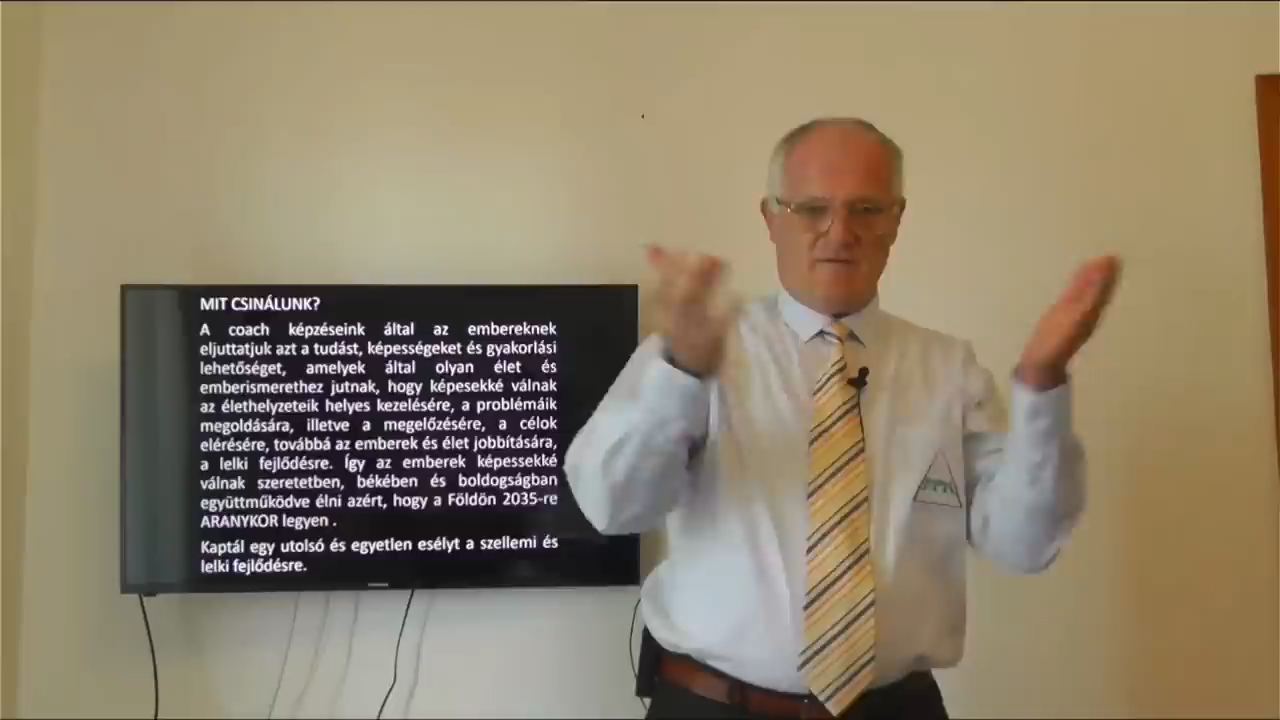 MIT CSINÁLUNK?
A coach képzéseink által az embereknek
eljuttatjuk azt a tudást, képességeket és gyakorlási
lehetőséget, amelyek által olyan élet és
emberismerethez jutnak, hogy képesekké válnak
az élethelyzeteik helyes kezelésére, a problémáik
megoldására, illetve a megelőzésére, a célok
elérésére, továbbá az emberek és élet jobbítására,
a lelki fejlődésre. Így az emberek képessekké
válnak szeretetben, békében és boldogságban
együttműködve élni azért, hogy a Földön 2035-re
ARANYKOR legyen .
Kaptál egy utolsó és egyetlen esélyt a szellemi és
lelki fejlődésre.